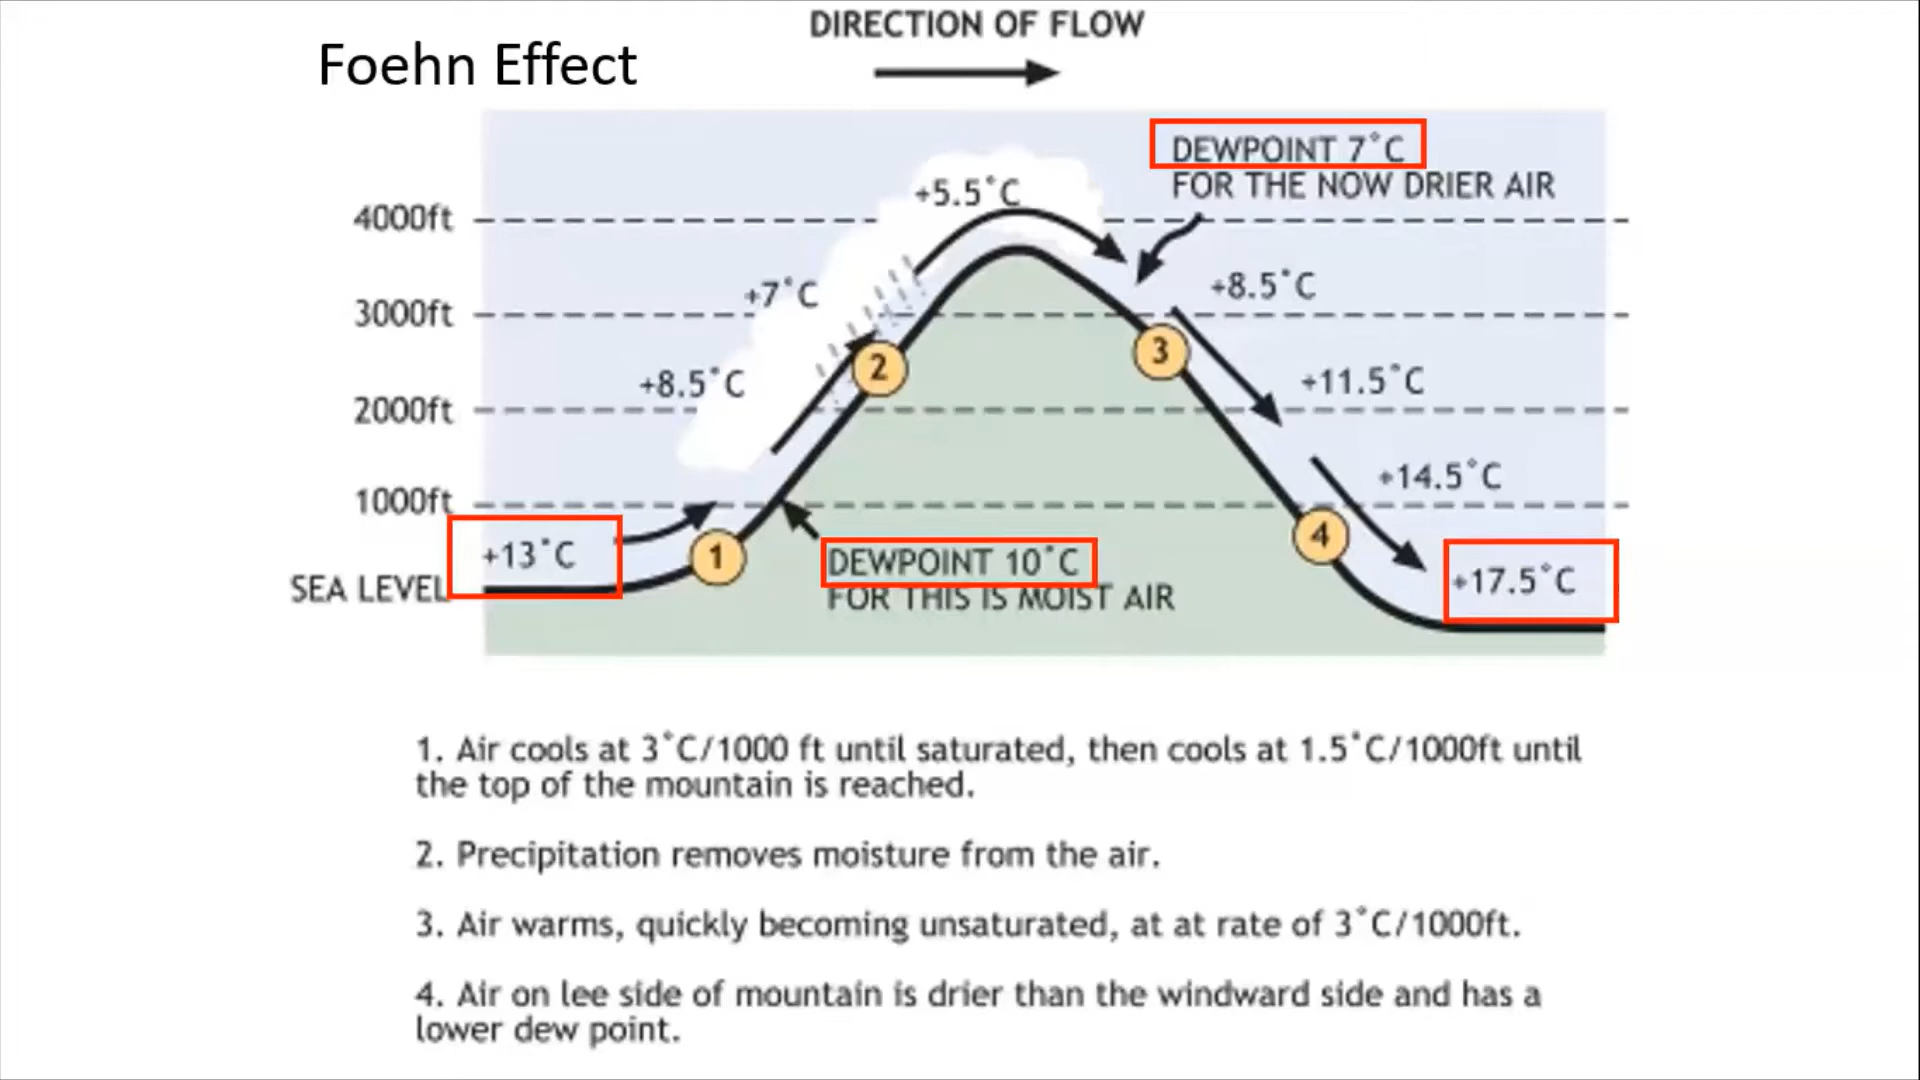 DIRECTION OF FLOW
Foehn Effect
DEWPOINT 7°C
FOR THE NOW DRIER AIR
+5.5°C
4000ft
+7°C
+8.5°C
3000ft
+8.5°C
+11.5°C
2000ft
+14.5°C
1000ft
+13°C
SEA LEVEL
DEWPOINT 10°C
FOR THIS IS MOIST AIR
+17.5°C
1
2
3
4
1. Air cools at 3°C/1000 ft until saturated, then cools at 1.5°C/1000ft until
the top of the mountain is reached.
2. Precipitation removes moisture from the air.
3. Air warms, quickly becoming unsaturated, at at rate of 3°C/1000ft.
4. Air on lee side of mountain is drier than the windward side and has a
lower dew point.